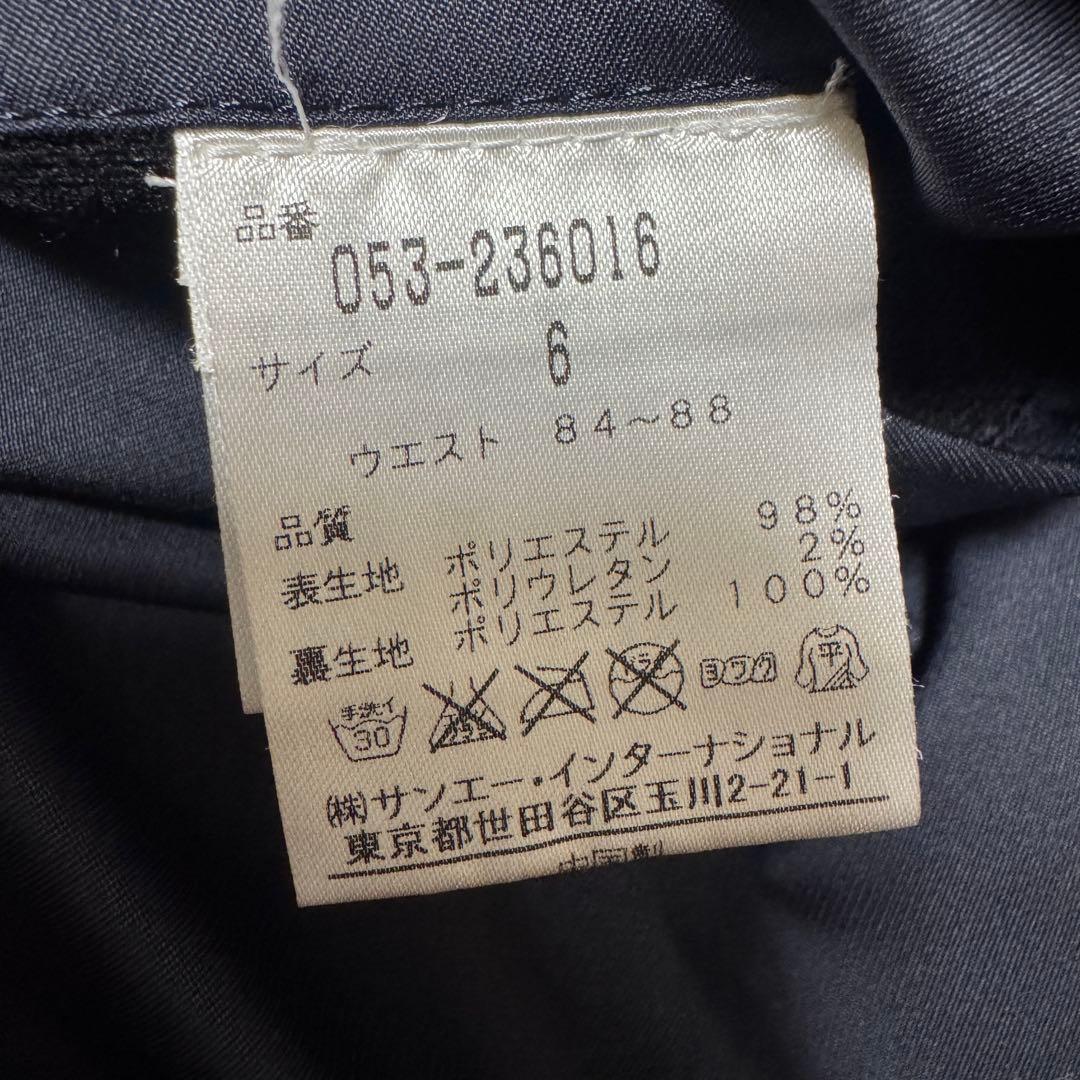 品番 053-236016
サイズ 6
ウエスト 84～88
品質
表生地 ポリエステル 98%
ポリウレタン 2%
裏生地 ポリエステル 100%
手洗イ 30 ヨワク 平
(株)サンエー・インターナショナル
東京都世田谷区玉川2-21-1